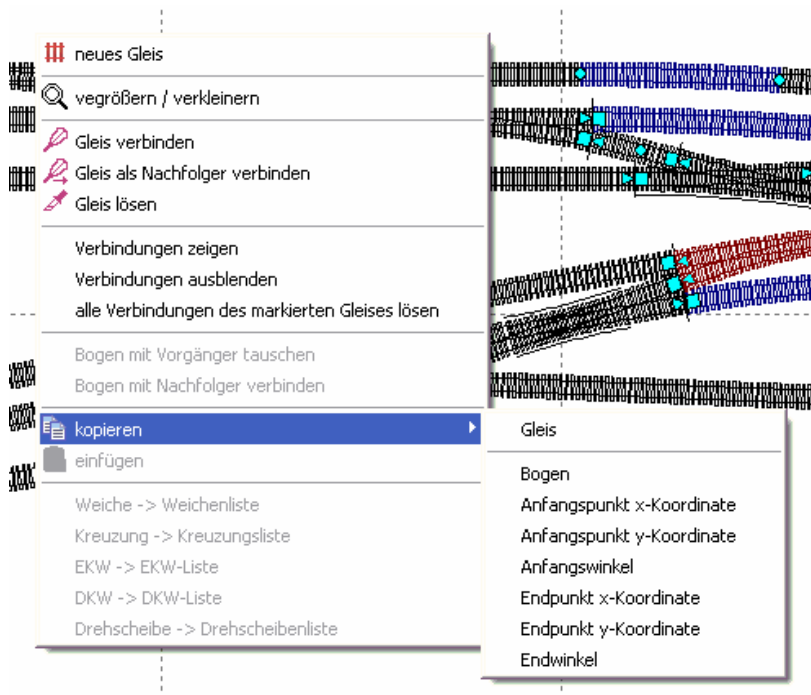 neues Gleis
vegrößern / verkleinern
Gleis verbinden
Gleis als Nachfolger verbinden
Gleis lösen
Verbindungen zeigen
Verbindungen ausblenden
alle Verbindungen des markierten Gleises lösen
Bogen mit Vorgänger tauschen
Bogen mit Nachfolger verbinden
kopieren
einfügen
Weiche -> Weichenliste
Kreuzung -> Kreuzungsliste
EKW -> EKW-Liste
DKW -> DKW-Liste
Drehscheibe -> Drehscheibenliste
Gleis
Bogen
Anfangspunkt x-Koordinate
Anfangspunkt y-Koordinate
Anfangswinkel
Endpunkt x-Koordinate
Endpunkt y-Koordinate
Endwinkel